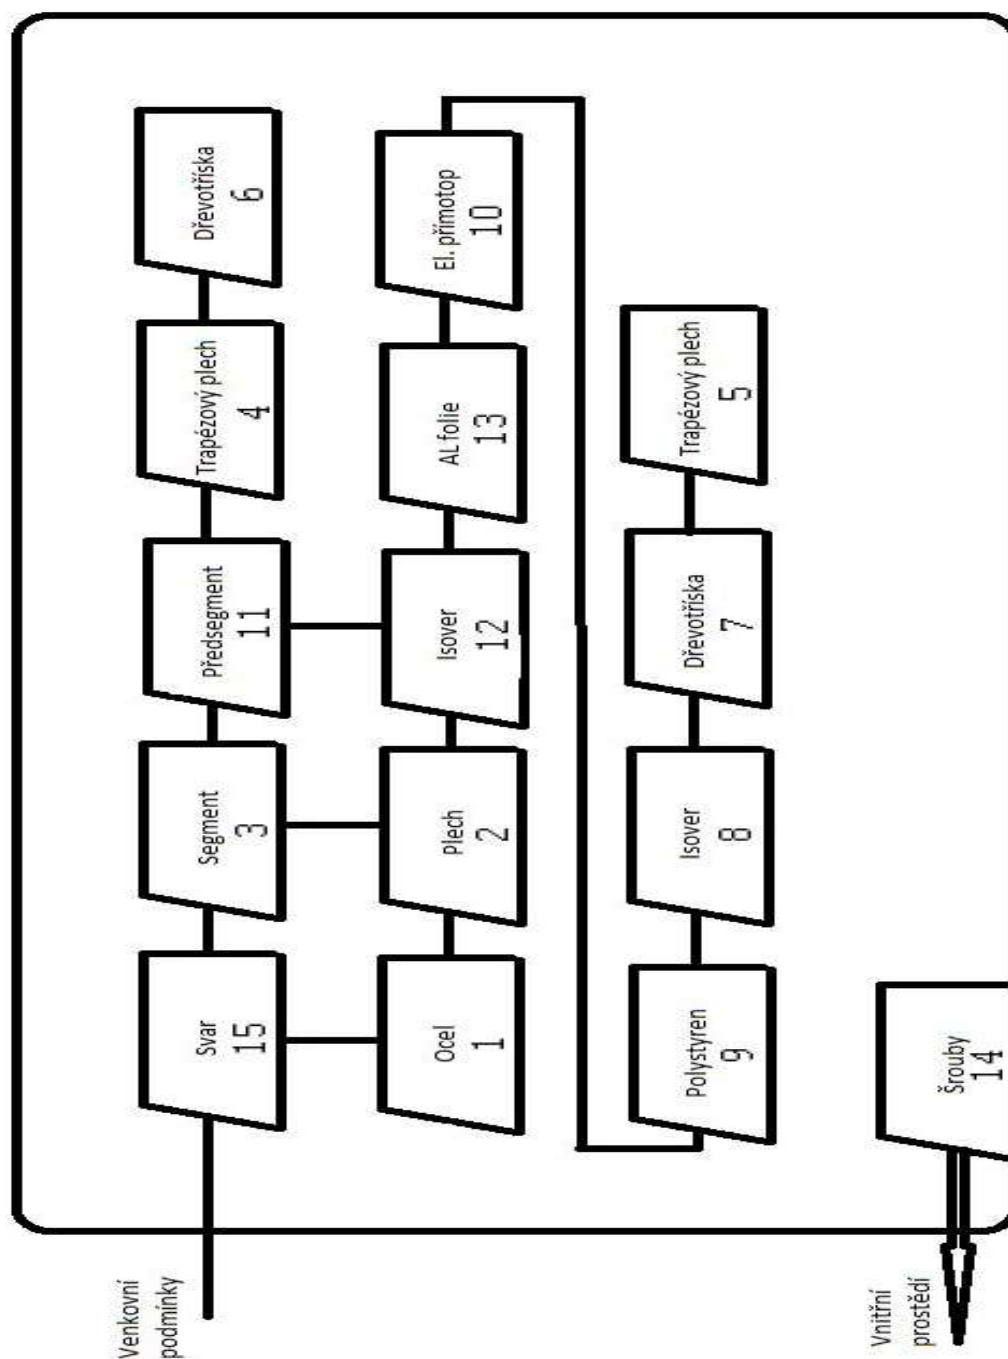 Venkovní
podmínky
Svar
15
Segment
3
Předsegment
11
Trapézový plech
4
Dřevotříska
6
Ocel
1
Plech
2
Isover
12
AL folie
13
El. přímotop
10
Polystyren
9
Isover
8
Dřevotříska
7
Trapézový plech
5
Vnitřní
prostědí
Šrouby
14